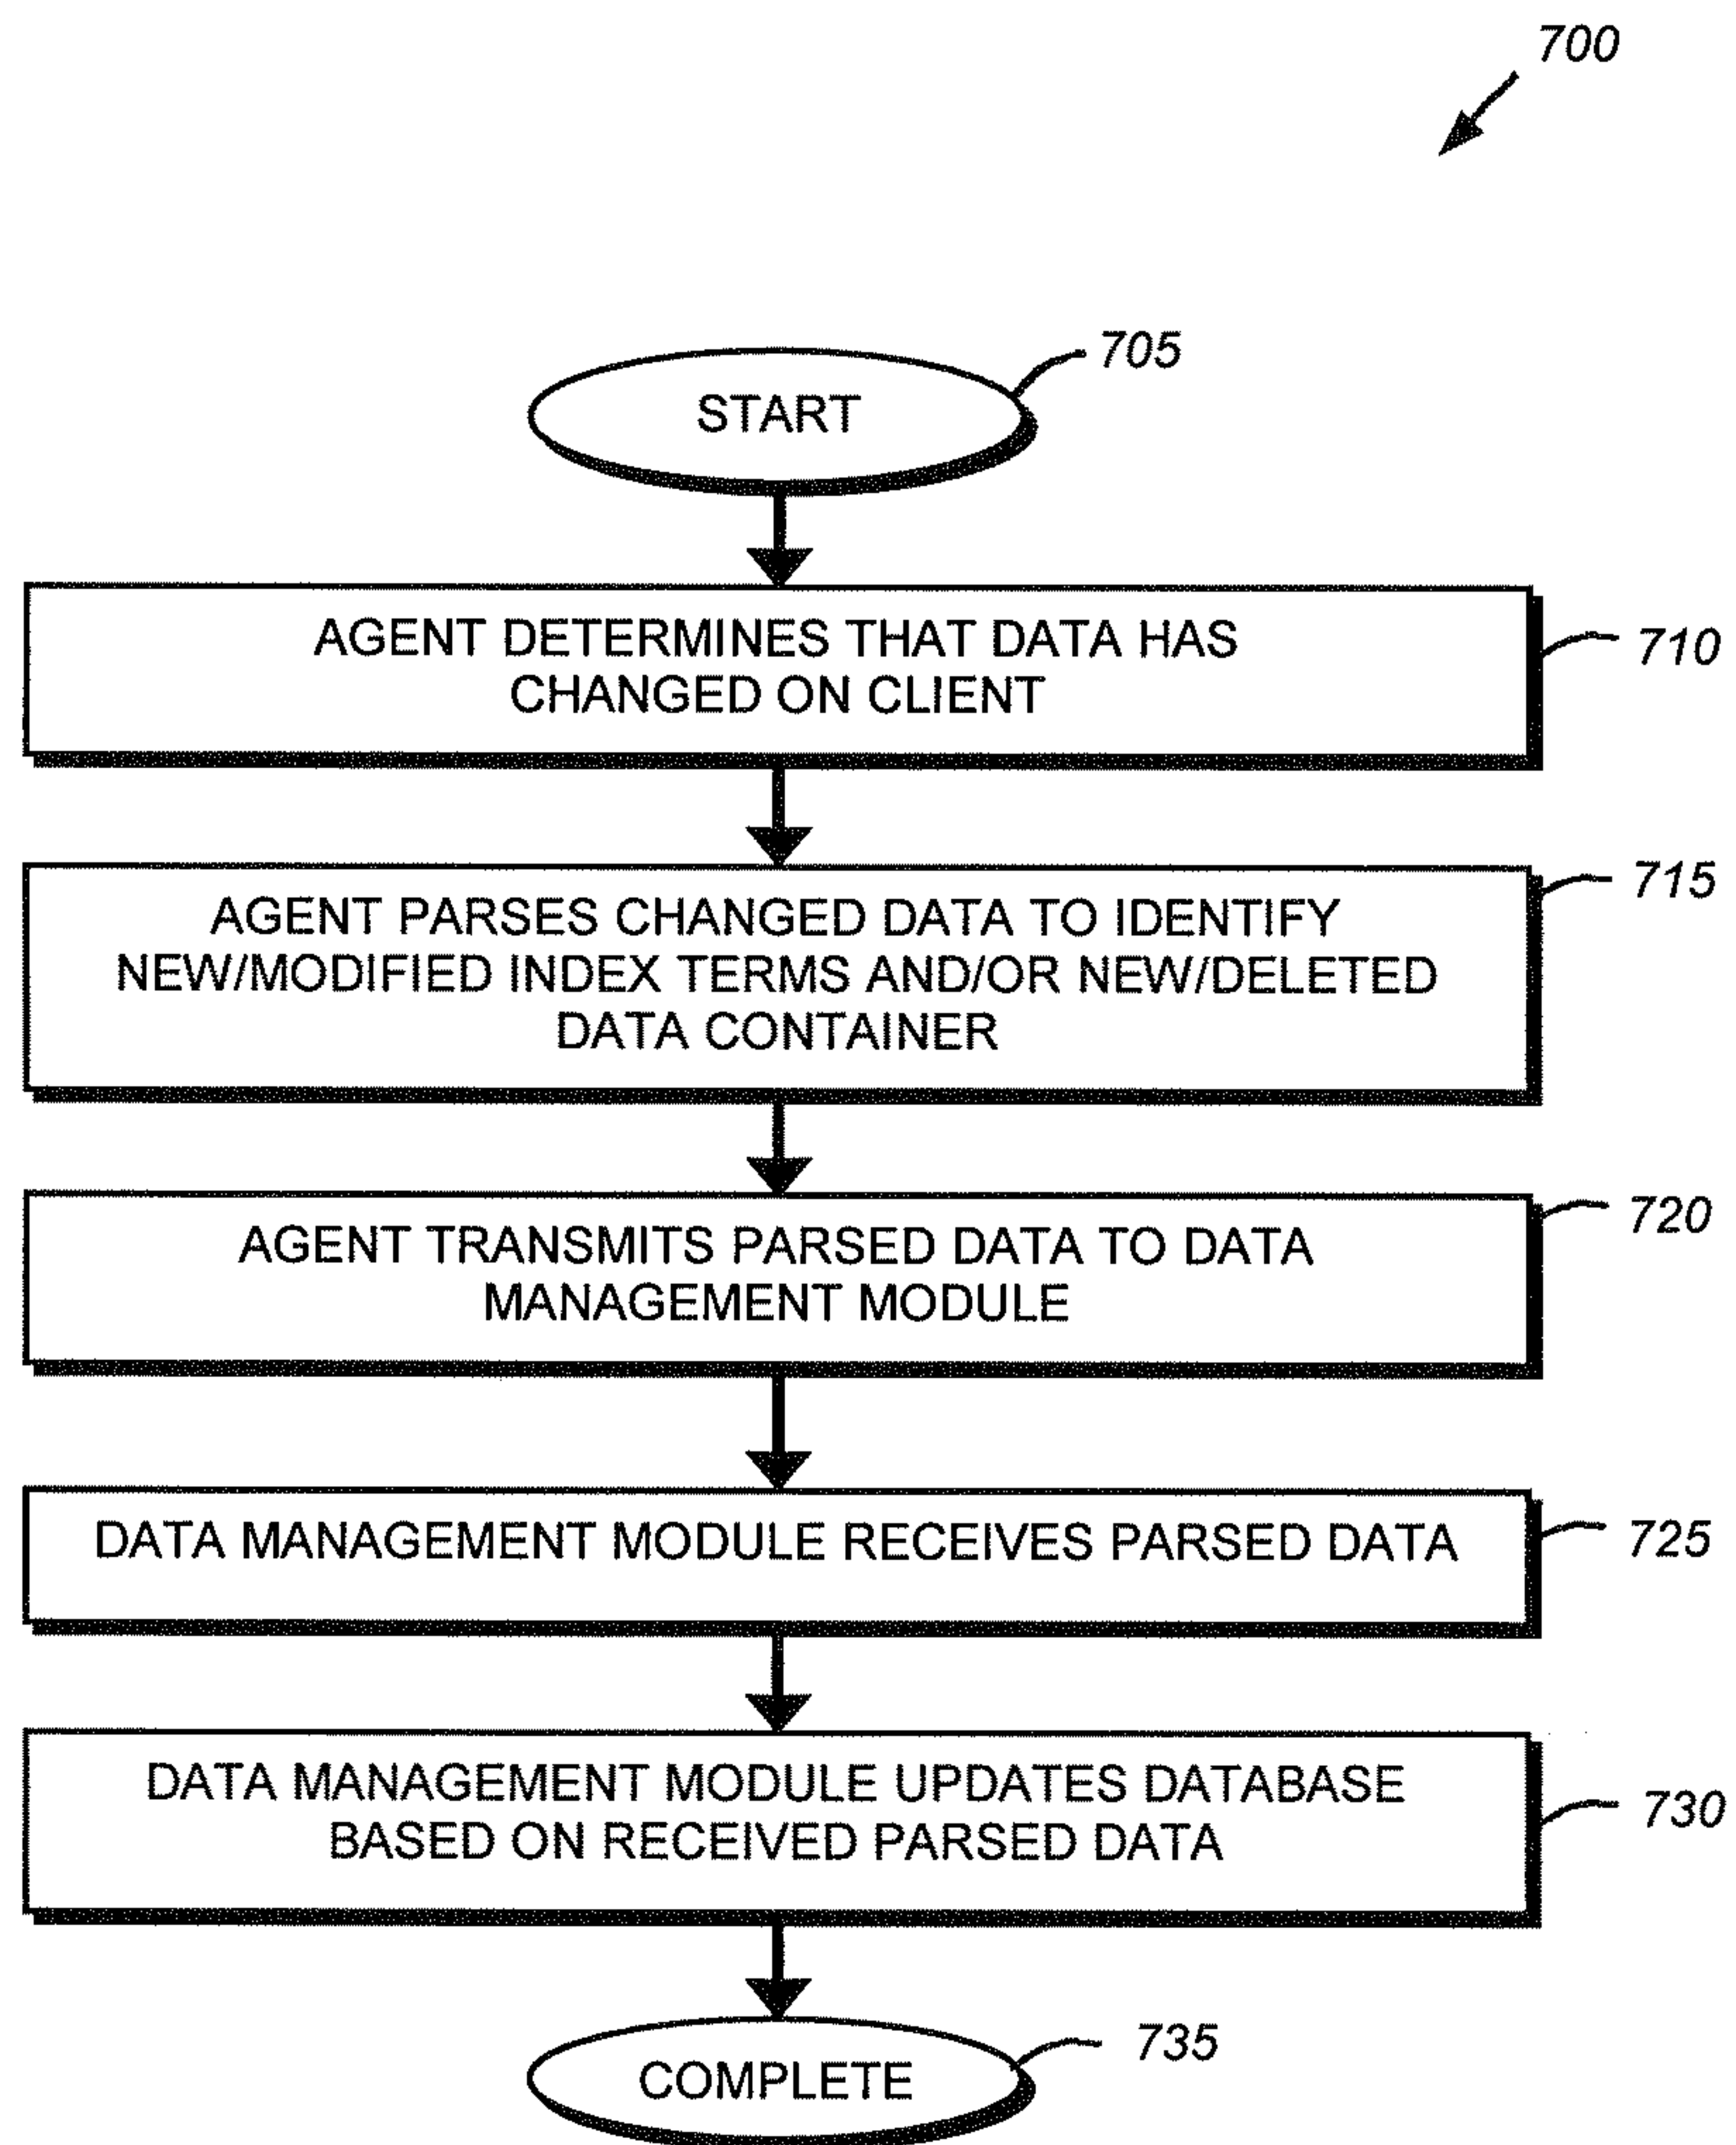 700
START
705
AGENT DETERMINES THAT DATA HAS
CHANGED ON CLIENT
710
AGENT PARSES CHANGED DATA TO IDENTIFY
NEW/MODIFIED INDEX TERMS AND/OR NEW/DELETED
DATA CONTAINER
715
AGENT TRANSMITS PARSED DATA TO DATA
MANAGEMENT MODULE
720
DATA MANAGEMENT MODULE RECEIVES PARSED DATA
725
DATA MANAGEMENT MODULE UPDATES DATABASE
BASED ON RECEIVED PARSED DATA
730
COMPLETE
735